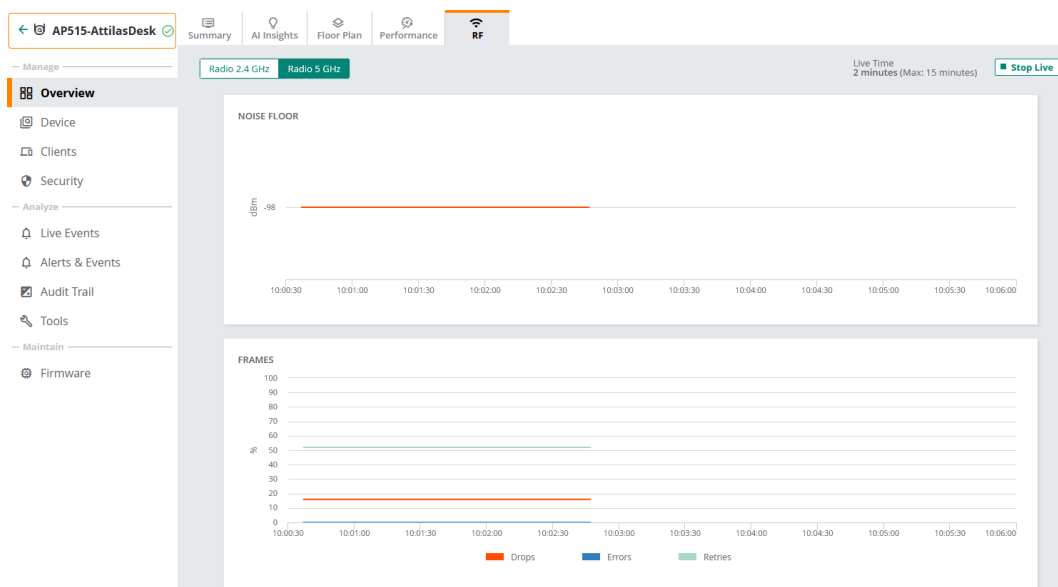 AP515-AttilasDesk
Summary
AI Insights
Floor Plan
Performance
RF
Manage
Overview
Device
Clients
Security
Analyze
Live Events
Alerts & Events
Audit Trail
Tools
Maintain
Firmware
Radio 2.4 GHz
Radio 5 GHz
Live Time
2 minutes (Max: 15 minutes)
Stop Live
NOISE FLOOR
dBm
-98
10:00:30 10:01:00 10:01:30 10:02:00 10:02:30 10:03:00 10:03:30 10:04:00 10:04:30 10:05:00 10:05:30 10:06:00
FRAMES
%
100
90
80
70
60
50
40
30
20
10
0
10:00:30 10:01:00 10:01:30 10:02:00 10:02:30 10:03:00 10:03:30 10:04:00 10:04:30 10:05:00 10:05:30 10:06:00
Drops Errors Retries